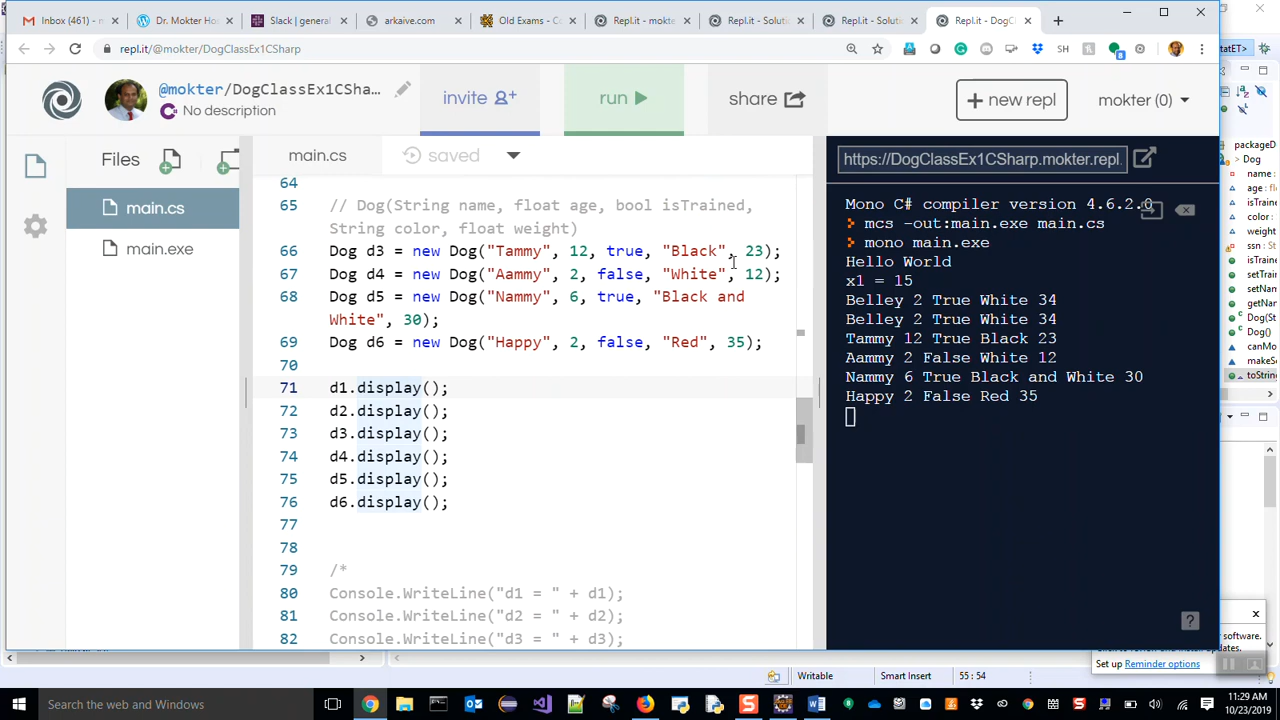 Inbox (461) - m
Dr. Mokter Ho
Slack | general
arkaive.com
Old Exams - C
Repl.it - mokte
Repl.it - Soluti
Repl.it - Solute
Repl.it - DogCl
repl.it/@mokter/DogClassEx1CSharp
SH
@mokter/DogClassEx1CSha...
No description
invite
run
share
+ new repl
mokter (0)
Files
main.cs
saved
main.cs
main.exe
64
65 // Dog(String name, float age, bool isTrained,
String color, float weight)
66 Dog d3 = new Dog("Tammy", 12, true, "Black", 23);
67 Dog d4 = new Dog("Aammy", 2, false, "White", 12);
68 Dog d5 = new Dog("Nammy", 6, true, "Black and
White", 30);
69 Dog d6 = new Dog("Happy", 2, false, "Red", 35);
70
71 d1.display();
72 d2.display();
73 d3.display();
74 d4.display();
75 d5.display();
76 d6.display();
77
78
79 /*
80 Console.WriteLine("d1 = " + d1);
81 Console.WriteLine("d2 = " + d2);
82 Console.WriteLine("d3 = " + d3);
https://DogClassEx1CSharp.mokter.repl.
Mono C# compiler version 4.6.2.0
mcs -out:main.exe main.cs
mono main.exe
Hello World
x1 = 15
Belley 2 True White 34
Belley 2 True White 34
Tammy 12 True Black 23
Aammy 2 False White 12
Nammy 6 True Black and White 30
Happy 2 False Red 35
?
tatET>
packageD
Dog
name :
age :
isTraine
color :
weight
ssn :
isTraine
setTrain
setNam
getNam
Dog(St
Dog()
canMo
makeSo
toString
software.
updates.
Set up Reminder options
Writable
Smart Insert
55 : 54
Search the web and Windows
11:29 AM
10/23/2019